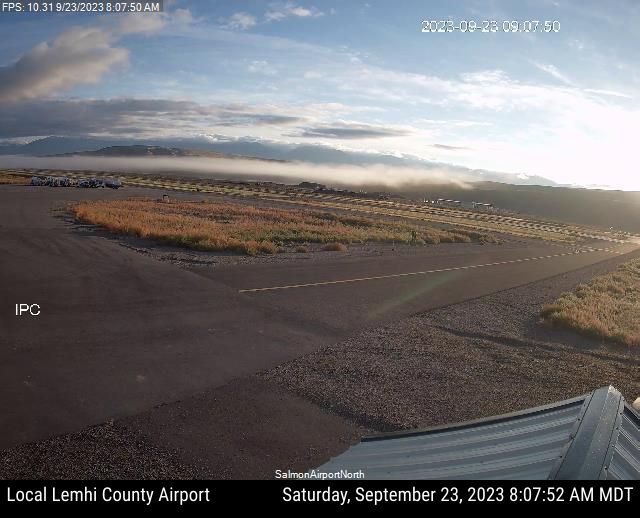 FPS: 10.31 9/23/2023 8:07:50 AM
2023-09-23 09:07:50
IPC
SalmonAirportNorth
Local Lemhi County Airport
Saturday, September 23, 2023 8:07:52 AM MDT